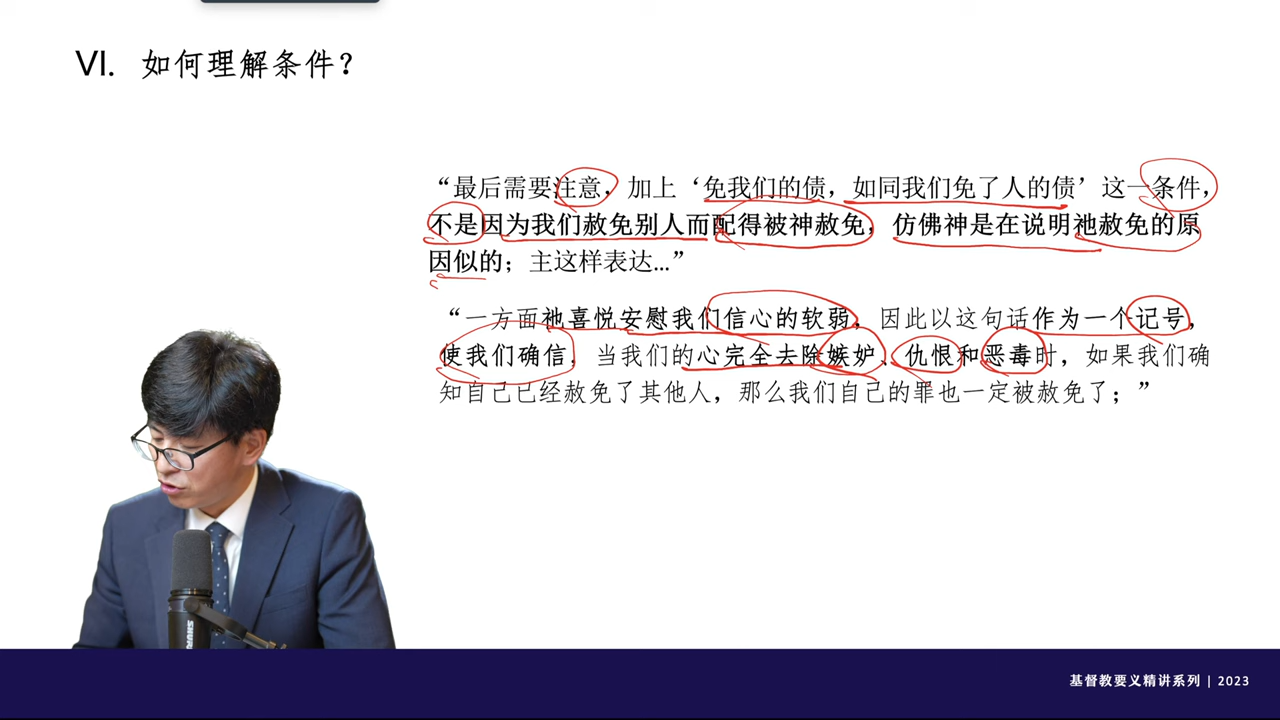 VI. 如何理解条件？
“最后需要注意，加上‘免我们的债，如同我们免了人的债’这一条件，
不是因为我们赦免别人而配得被神赦免，仿佛神是在说明祂赦免的原
因似的；主这样表达...”
“一方面祂喜悦安慰我们信心的软弱，因此以这句话作为一个记号，
使我们确信，当我们的心完全去除嫉妒、仇恨和恶毒时，如果我们确
知自己已经赦免了其他人，那么我们自己的罪也一定被赦免了；”
SHURE
基督教要义精讲系列 | 2023